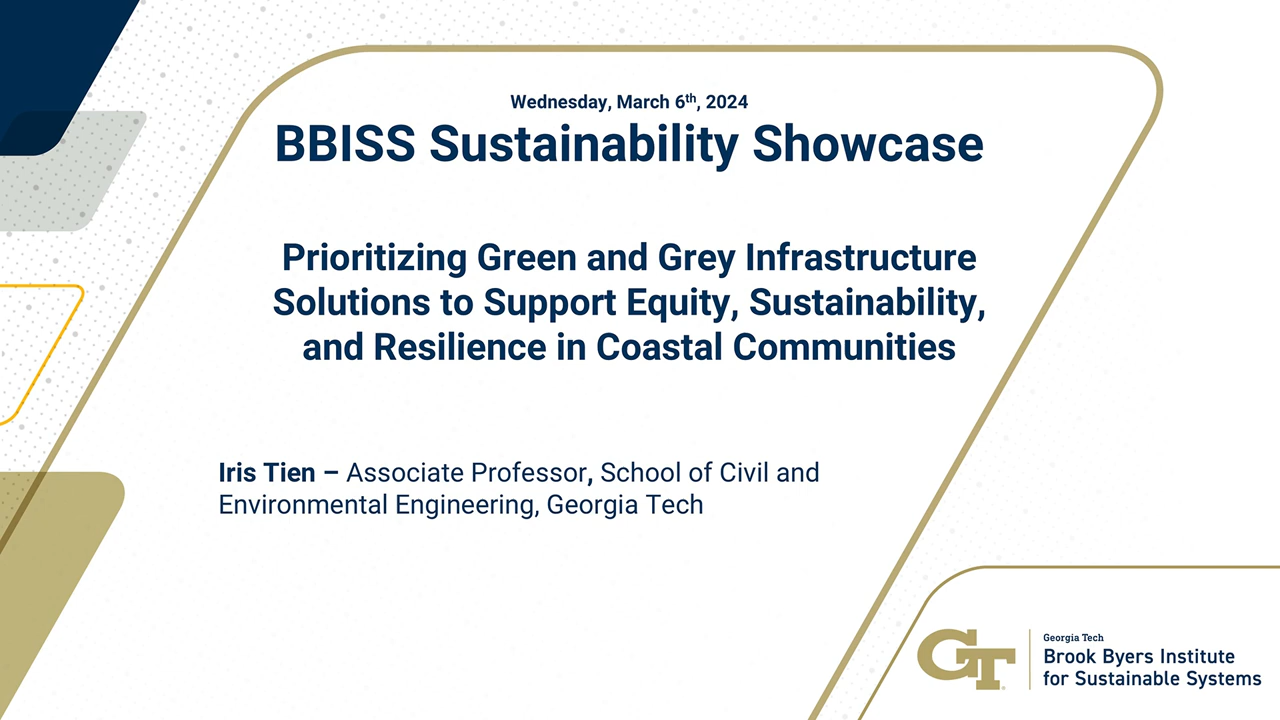 Wednesday, March 6th, 2024
BBISS Sustainability Showcase
Prioritizing Green and Grey Infrastructure
Solutions to Support Equity, Sustainability,
and Resilience in Coastal Communities
Iris Tien – Associate Professor, School of Civil and
Environmental Engineering, Georgia Tech
GT
Georgia Tech
Brook Byers Institute
for Sustainable Systems